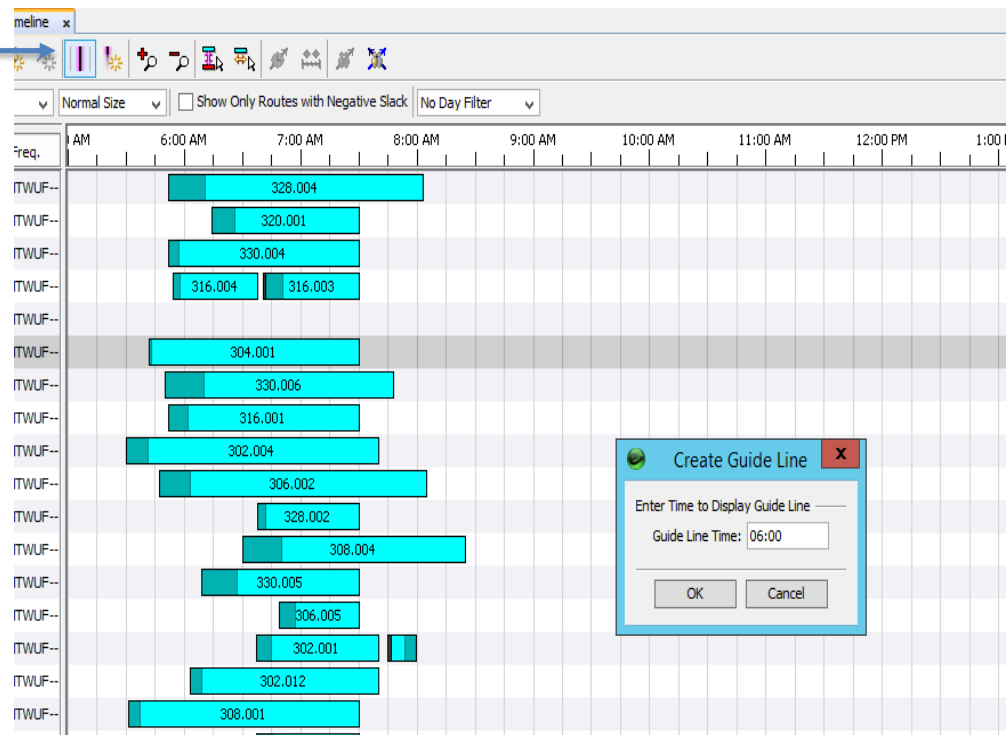 meline x
Normal Size
Show Only Routes with Negative Slack
No Day Filter
Freq.
AM 6:00 AM 7:00 AM 8:00 AM 9:00 AM 10:00 AM 11:00 AM 12:00 PM 1:00
TWUF-- 328.004
TWUF-- 320.001
TWUF-- 330.004
TWUF-- 316.004 316.003
TWUF--
TWUF-- 304.001
TWUF-- 330.006
TWUF-- 316.001
TWUF-- 302.004
TWUF-- 306.002
TWUF-- 328.002
TWUF-- 308.004
TWUF-- 330.005
TWUF-- 306.005
TWUF-- 302.001
TWUF-- 302.012
TWUF-- 308.001
Create Guide Line x
Enter Time to Display Guide Line
Guide Line Time: 06:00
OK Cancel